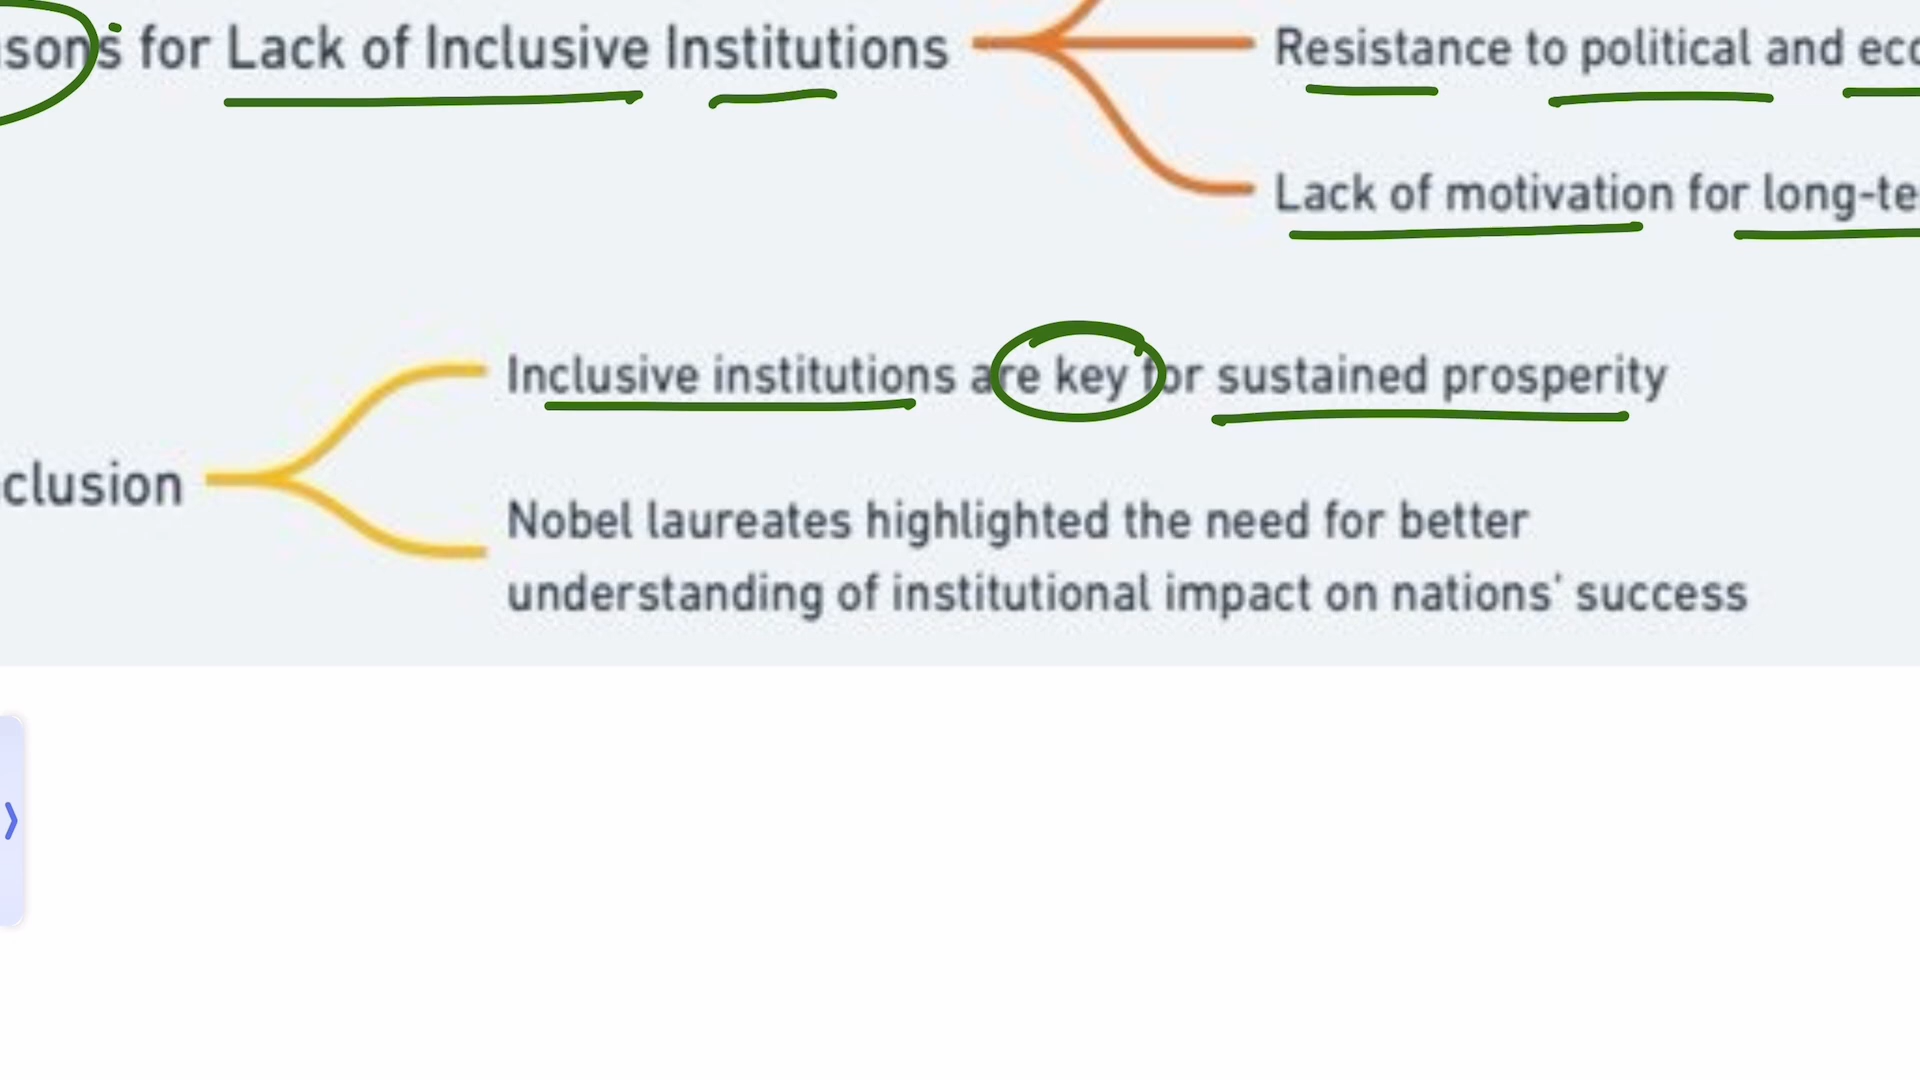 sons for Lack of Inclusive Institutions
Resistance to political and eco
Lack of motivation for long-te
Inclusive institutions are key for sustained prosperity
clusion
Nobel laureates highlighted the need for better
understanding of institutional impact on nations' success